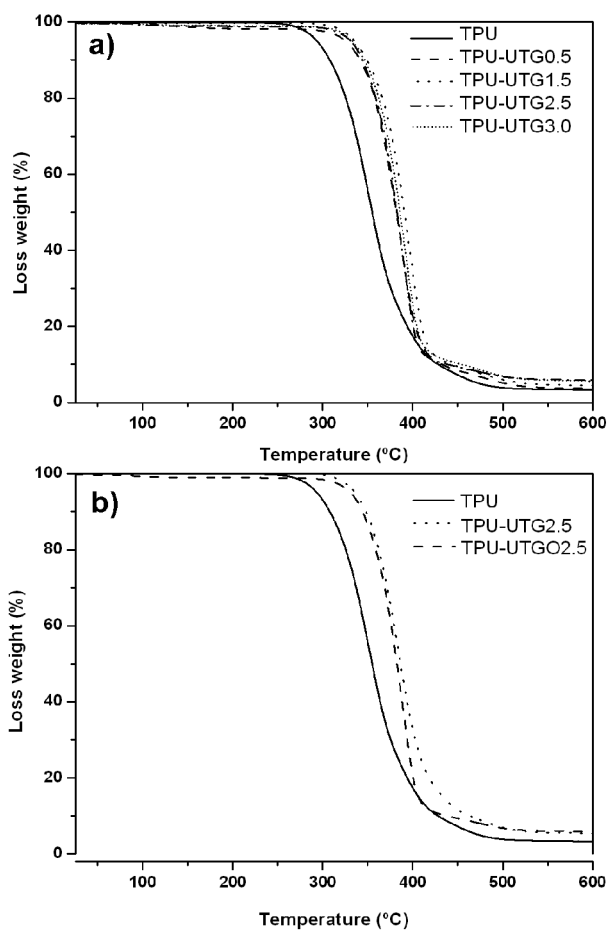 a)
TPU
TPU-UTG0.5
TPU-UTG1.5
TPU-UTG2.5
TPU-UTG3.0
Loss weight (%)
100
80
60
40
20
0
100 200 300 400 500 600
Temperature (ºC)
b)
TPU
TPU-UTG2.5
TPU-UTGO2.5
Loss weight (%)
100
80
60
40
20
0
100 200 300 400 500 600
Temperature (ºC)